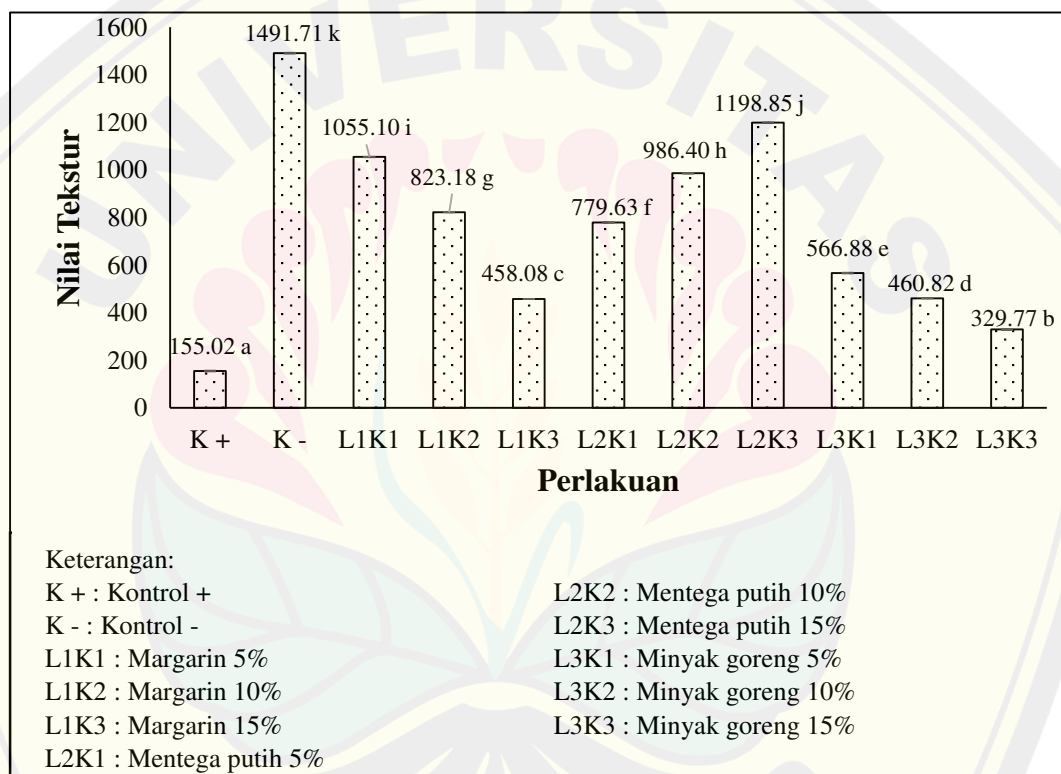 UNIVERSITAS
1600
1400
1200
1000
800
600
400
200
0
Nilai Tekstur
155.02 a
1491.71 k
1055.10 i
823.18 g
458.08 c
779.63 f
986.40 h
1198.85 j
566.88 e
460.82 d
329.77 b
K + K - L1K1 L1K2 L1K3 L2K1 L2K2 L2K3 L3K1 L3K2 L3K3
Perlakuan
Keterangan:
K + : Kontrol +
K - : Kontrol -
L1K1 : Margarin 5%
L1K2 : Margarin 10%
L1K3 : Margarin 15%
L2K1 : Mentega putih 5%
L2K2 : Mentega putih 10%
L2K3 : Mentega putih 15%
L3K1 : Minyak goreng 5%
L3K2 : Minyak goreng 10%
L3K3 : Minyak goreng 15%